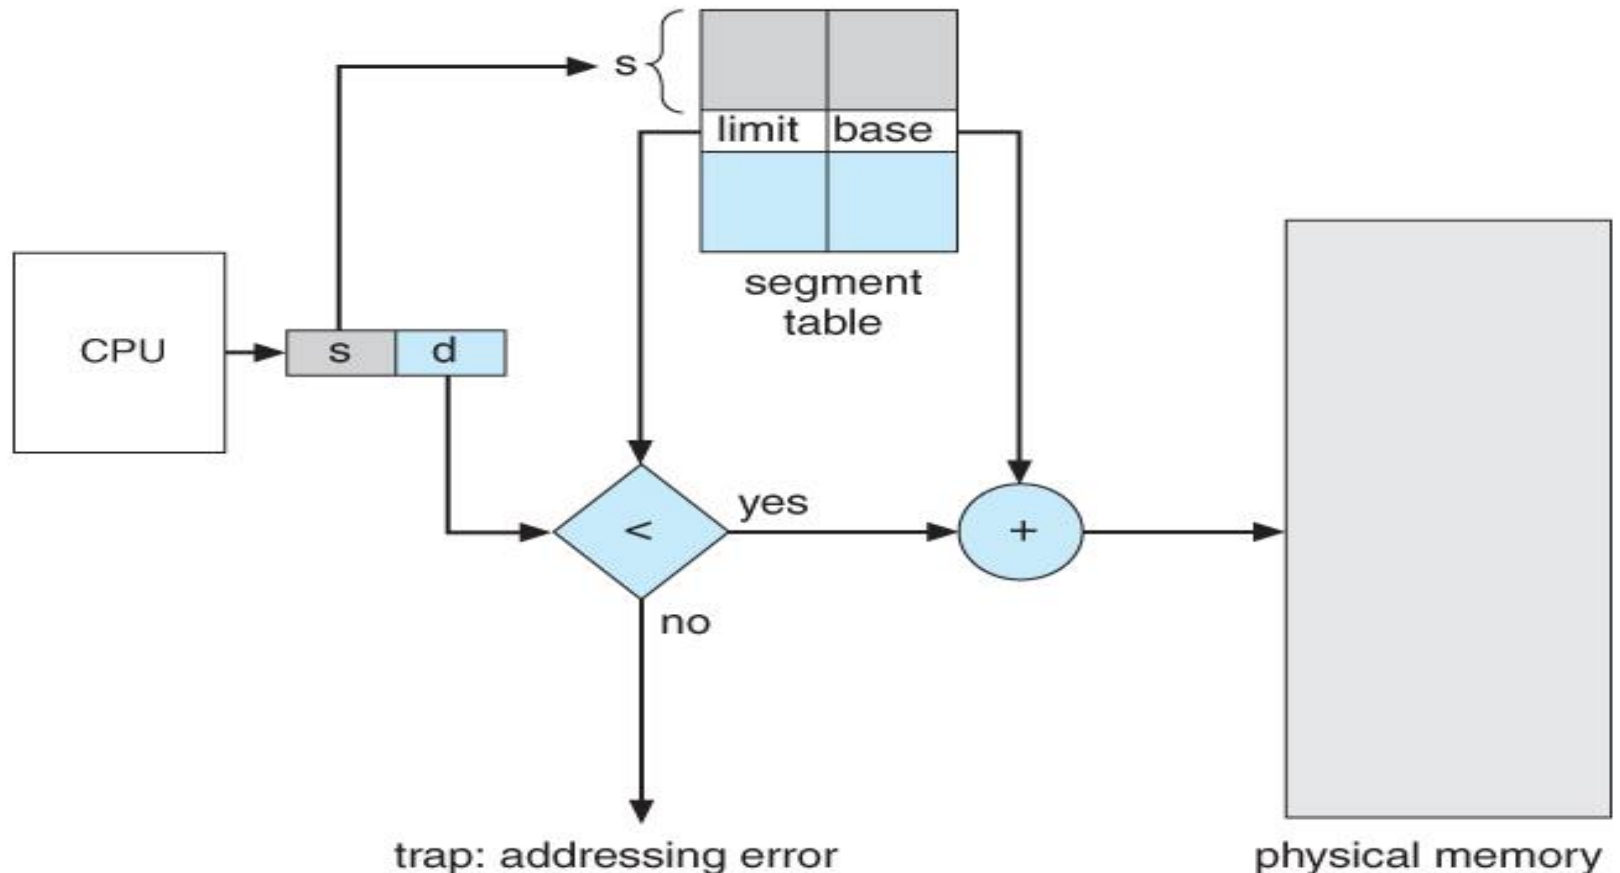 s
limit base
segment
table
CPU
s d
<
yes
+
no
trap: addressing error
physical memory